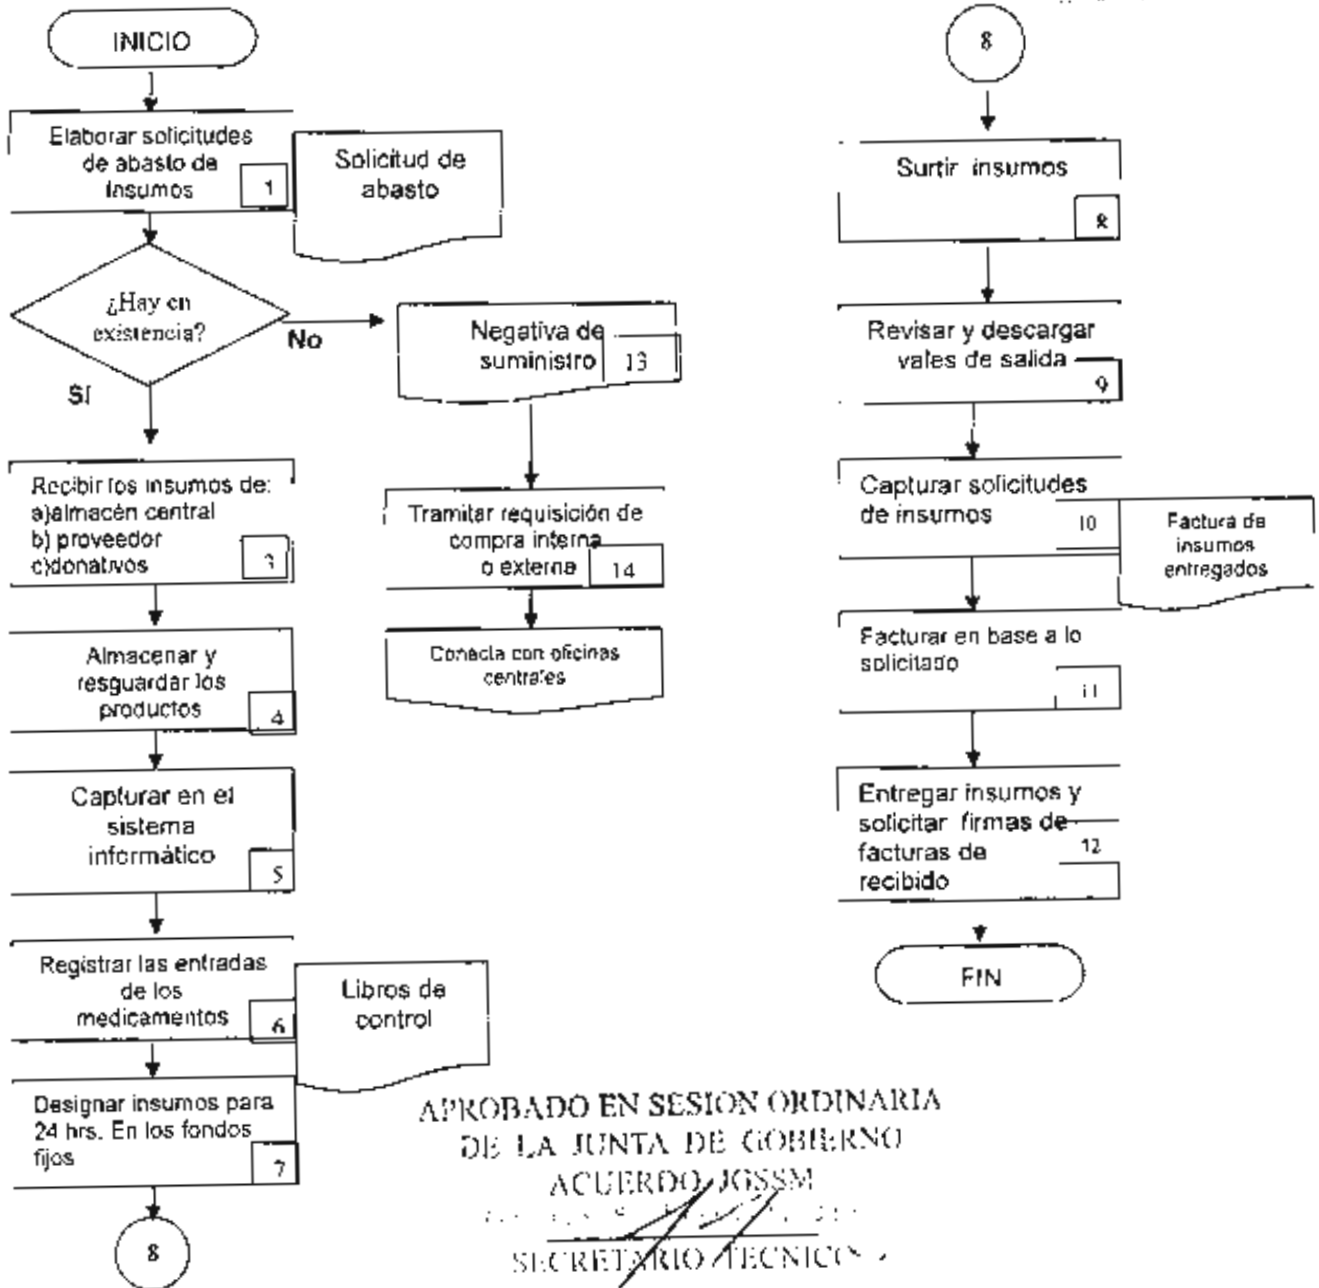 INICIO
Elaborar solicitudes
de abasto de
insumos
1
Solicitud de
abasto
¿Hay en
existencia?
No
SI
Negativa de
suministro
13
Recibir los insumos de:
a)almacén central
b) proveedor
c)donativos
3
Tramitar requisición de
compra interna
o externa
14
Conecta con oficinas
centrales
Almacenar y
resguardar los
productos
4
Capturar en el
sistema
informático
5
Registrar las entradas
de los
medicamentos
6
Libros de
control
Designar insumos para
24 hrs. En los fondos
fijos
7
8
8
Surtir insumos
8
Revisar y descargar
vales de salida
9
Capturar solicitudes
de insumos
10
Factura de
insumos
entregados
Facturar en base a lo
solicitado
11
Entregar insumos y
solicitar firmas de
facturas de
recibido
12
FIN
APROBADO EN SESION ORDINARIA
DE LA JUNTA DE GOBIERNO
ACUERDO JGSSM
SECRETARIO TECNICO